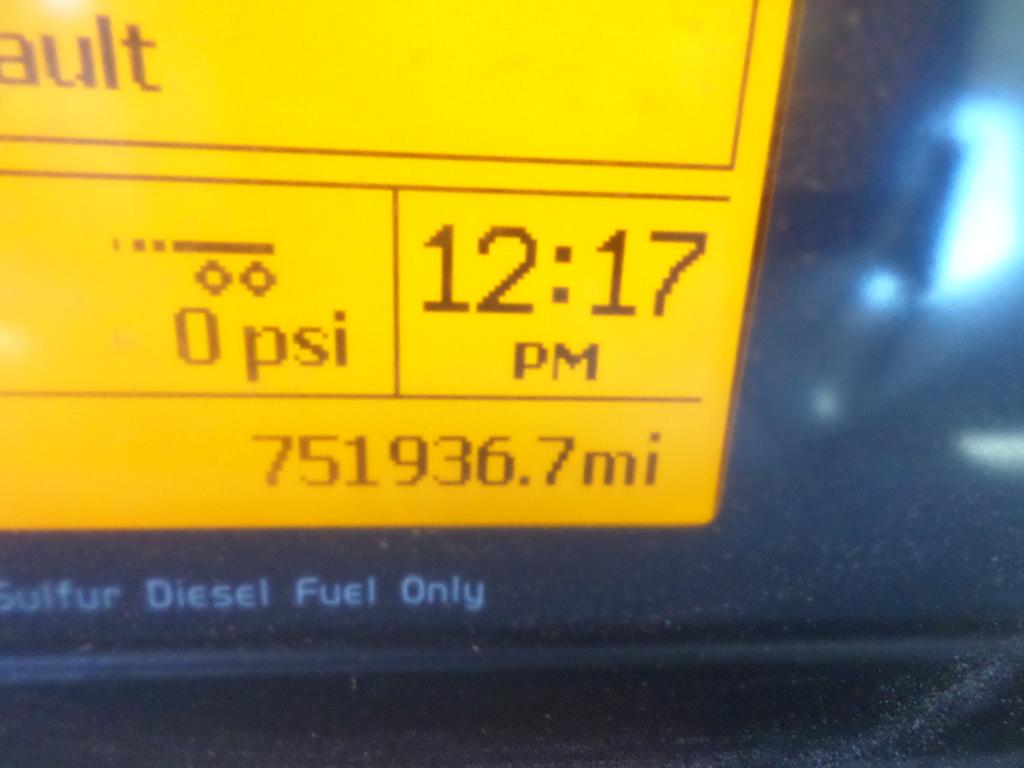 ault
12:17
0 psi
PM
751936.7mi
Sulfur Diesel Fuel Only